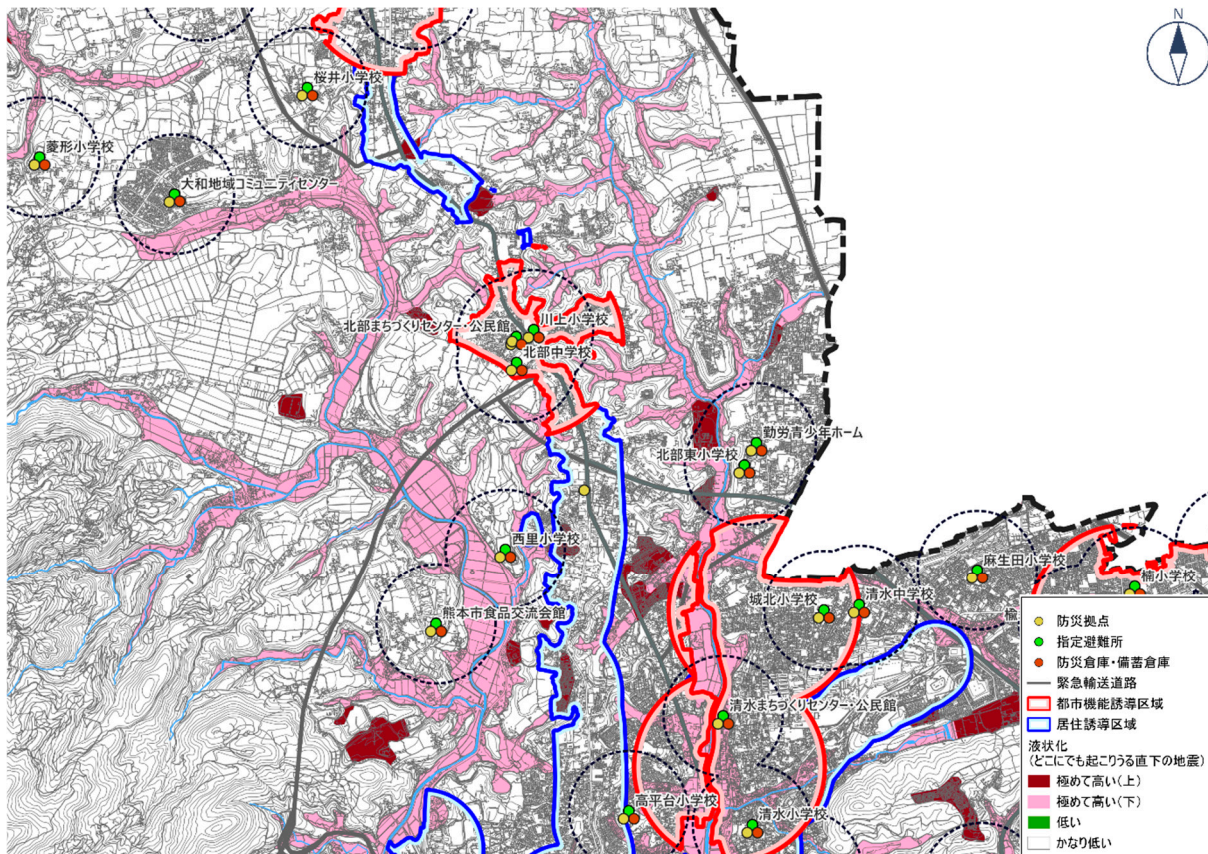 N
桜井小学校
菱形小学校
大和地域コミュニティセンター
川上小学校
北部まちづくりセンター・公民館
北部中学校
勤労青少年ホーム
北部東小学校
西里小学校
麻生田小学校
楠小学校
城北小学校
清水中学校
熊本市食品交流会館
楡
清水まちづくりセンター・公民館
高平台小学校
清水小学校
防災拠点
指定避難所
防災倉庫・備蓄倉庫
緊急輸送道路
都市機能誘導区域
居住誘導区域
液状化
(どこにでも起こりうる直下の地震)
極めて高い(上)
極めて高い(下)
低い
かなり低い